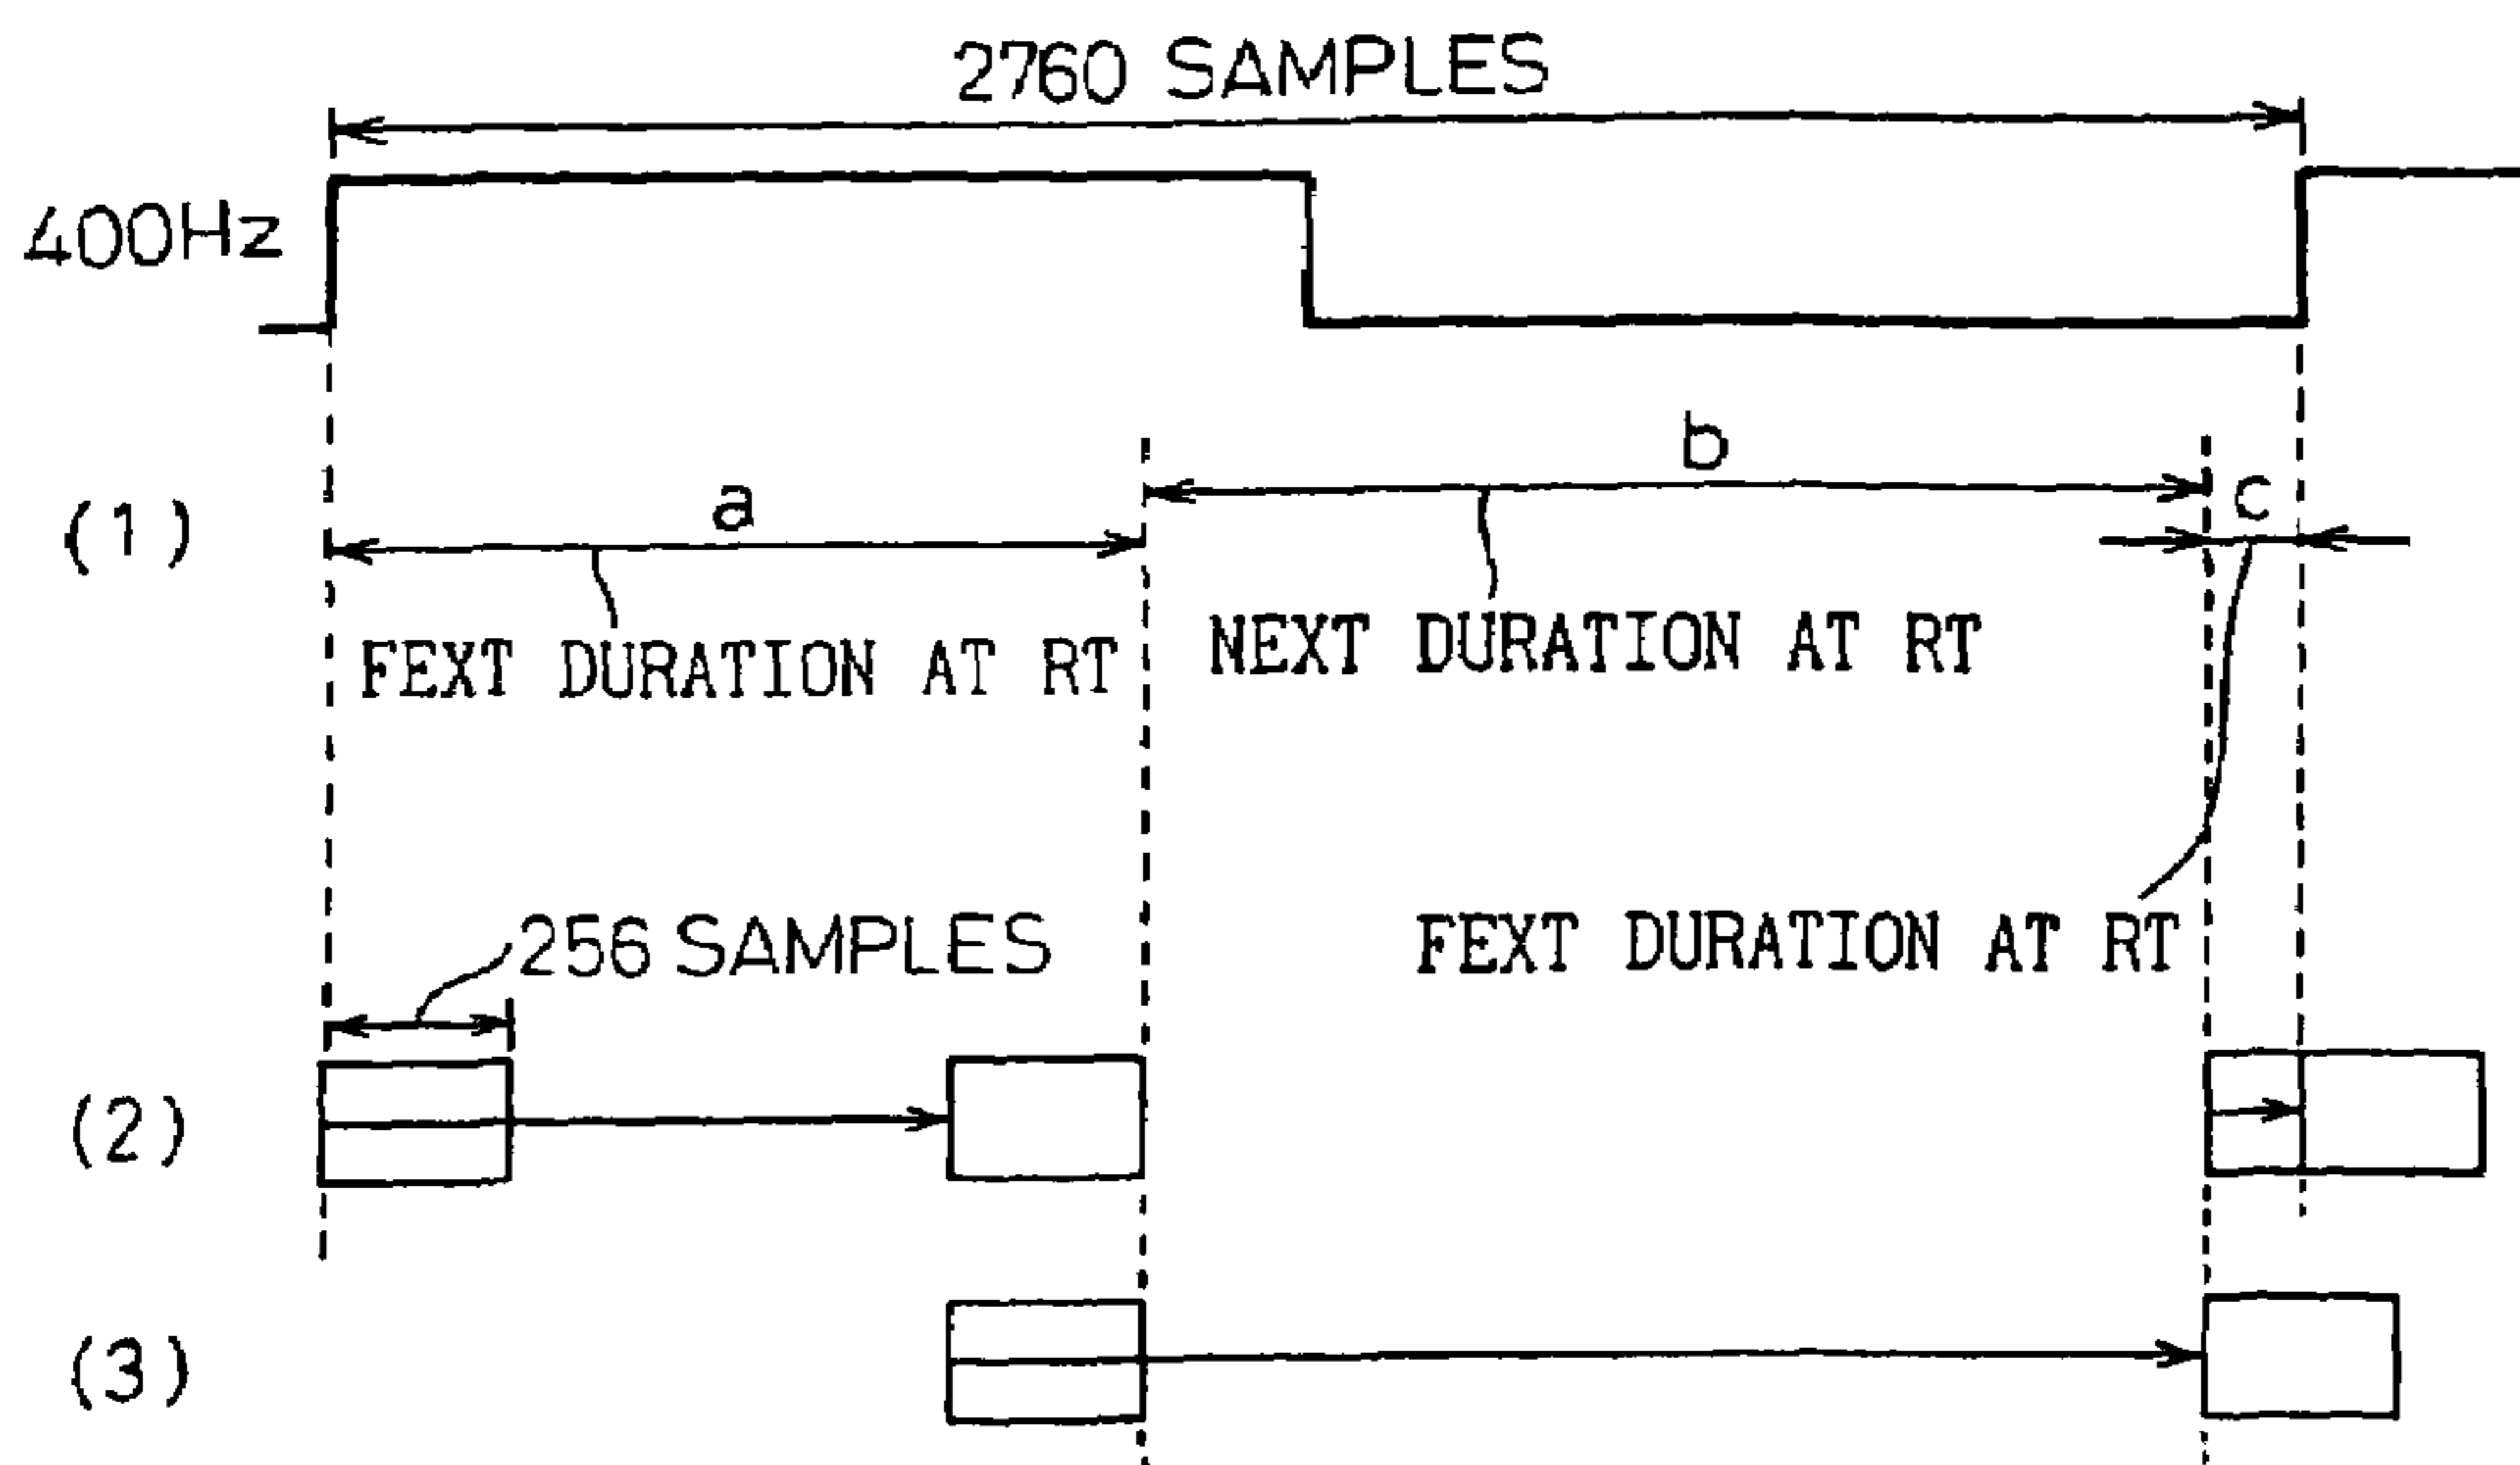 2760 SAMPLES
400Hz
(1)
a
b
c
FEXT DURATION AT RT
NEXT DURATION AT RT
256 SAMPLES
FEXT DURATION AT RT
(2)
(3)